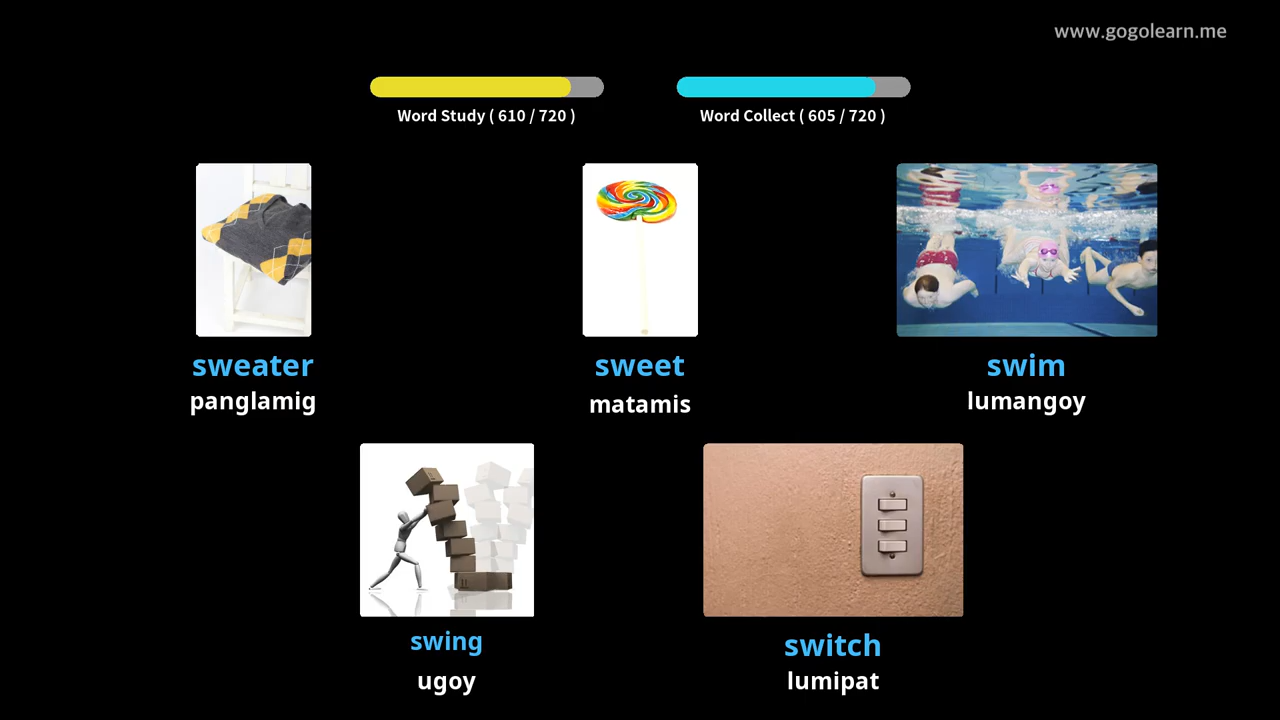 www.gogolearn.me
Word Study ( 610 / 720 )
Word Collect ( 605 / 720 )
sweater
panglamig
sweet
matamis
swim
lumangoy
swing
ugoy
switch
lumipat